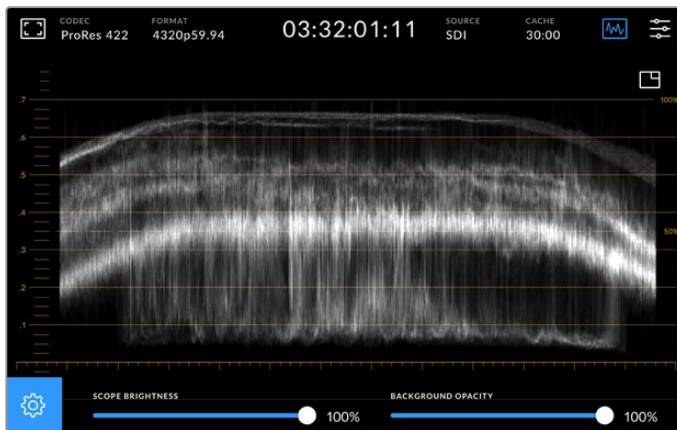 CODEC
ProRes 422
FORMAT
4320p59.94
03:32:01:11
SOURCE
SDI
CACHE
30:00
.7
100%
.6
.5
.4
50%
.3
.2
.1
SCOPE BRIGHTNESS
100%
BACKGROUND OPACITY
100%